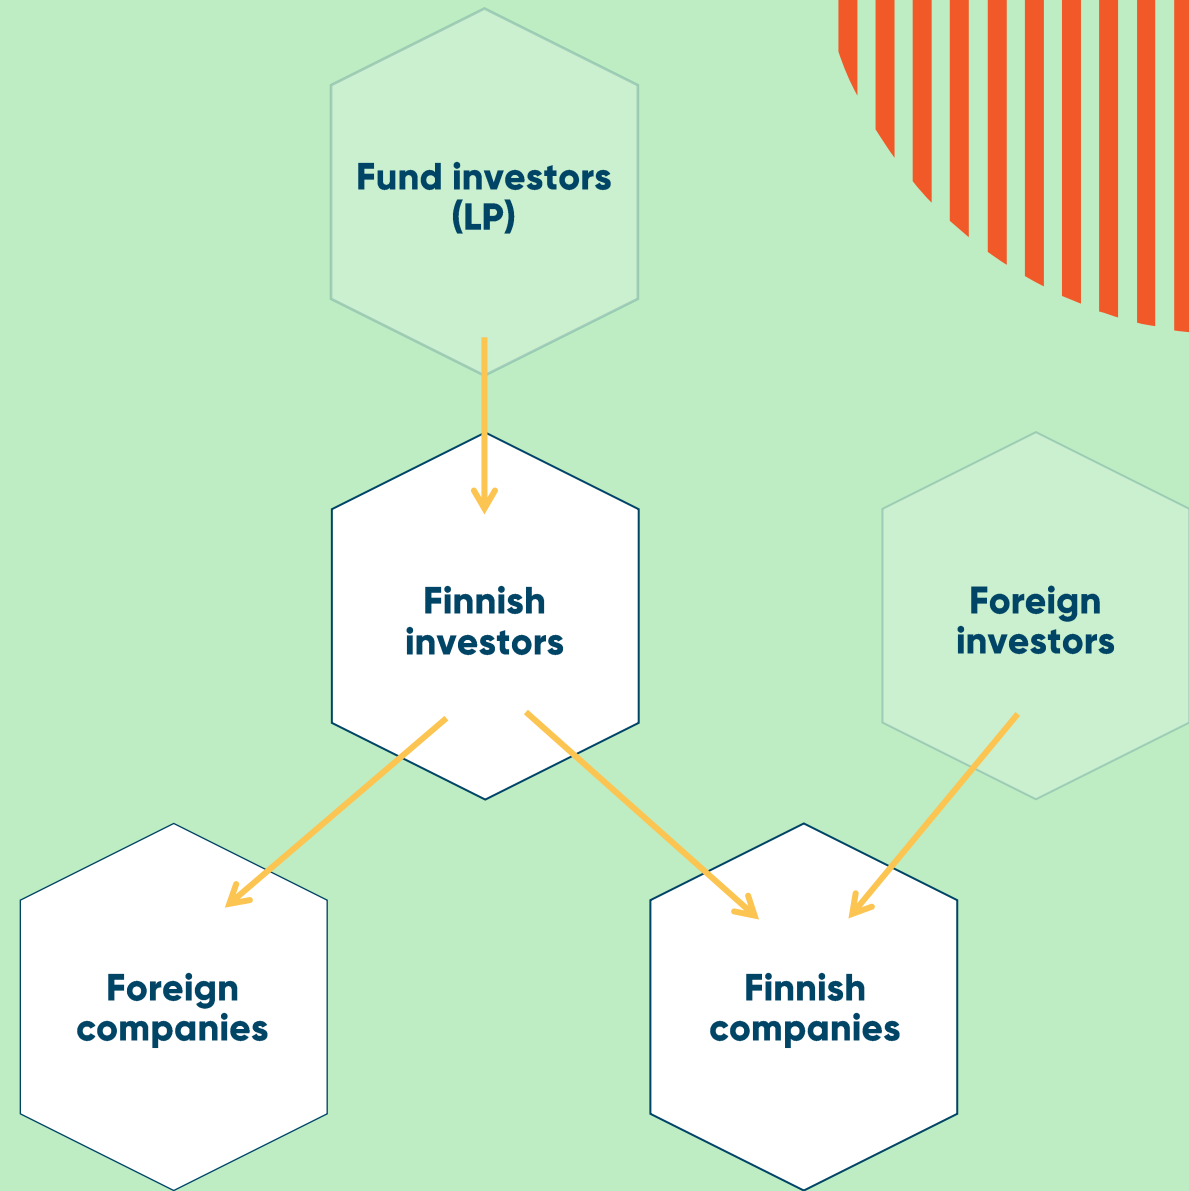 Fund investors
(LP)
Finnish
investors
Foreign
investors
Foreign
companies
Finnish
companies